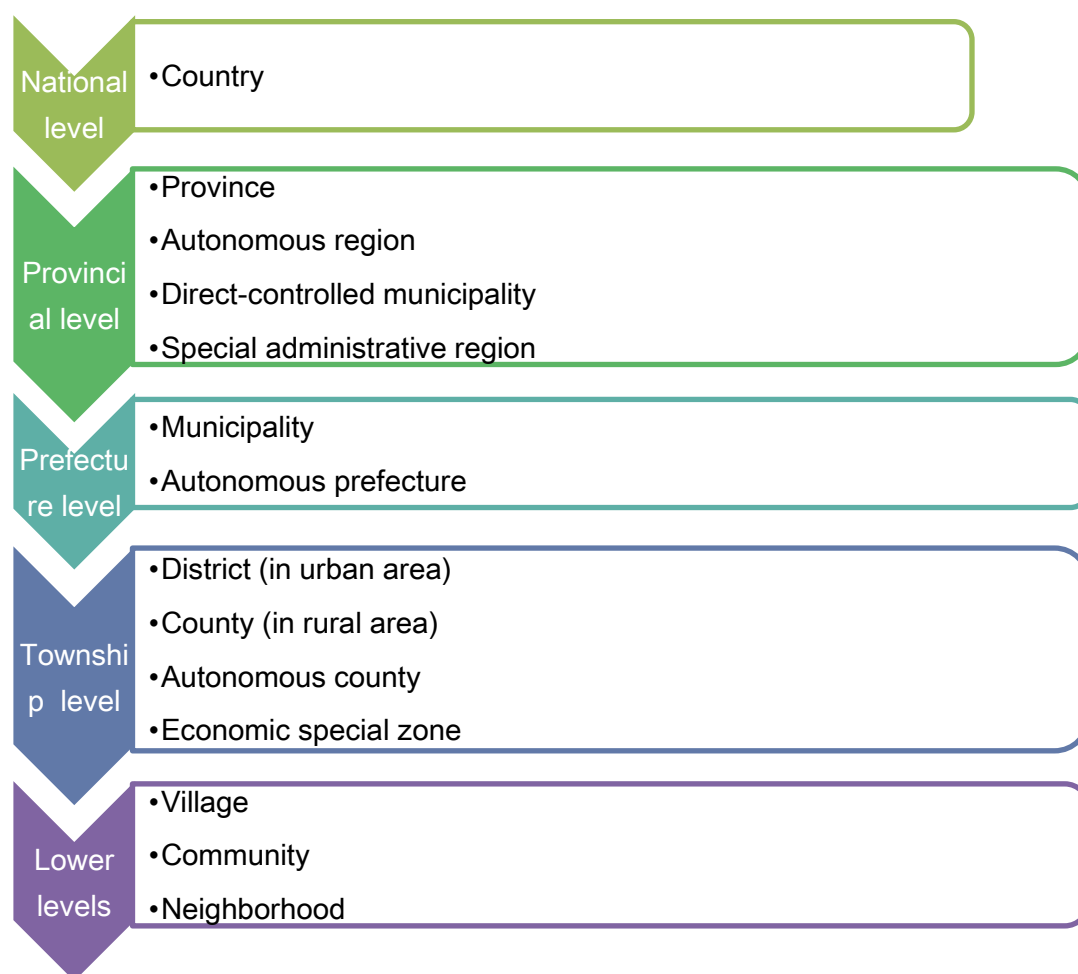 National
level
•Country
Provinci
al level
•Province
•Autonomous region
•Direct-controlled municipality
•Special administrative region
Prefectu
re level
•Municipality
•Autonomous prefecture
Townshi
p  level
•District (in urban area)
•County (in rural area)
•Autonomous county
•Economic special zone
Lower
levels
•Village
•Community
•Neighborhood